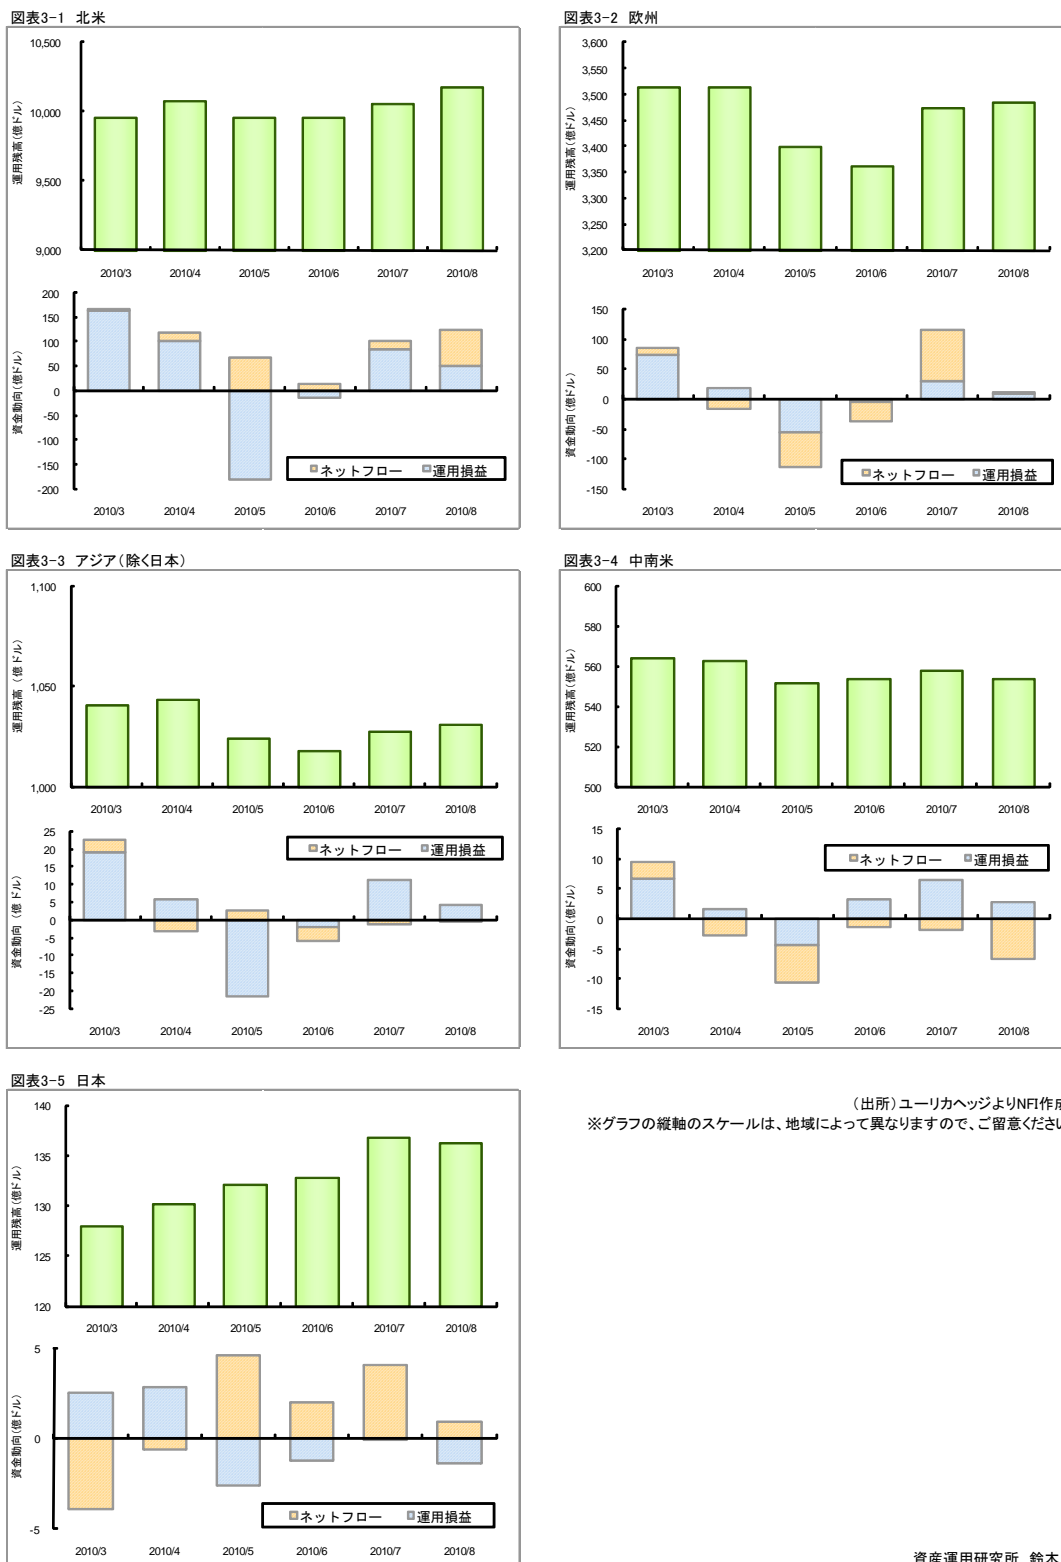 図表3-1 北米
運用残高(億ドル)
10,500
10,000
9,500
9,000
2010/3 2010/4 2010/5 2010/6 2010/7 2010/8
資金動向(億ドル)
200
150
100
50
0
-50
-100
-150
-200
ネットフロー 運用損益
2010/3 2010/4 2010/5 2010/6 2010/7 2010/8
図表3-2 欧州
運用残高(億ドル)
3,600
3,550
3,500
3,450
3,400
3,350
3,300
3,250
3,200
2010/3 2010/4 2010/5 2010/6 2010/7 2010/8
資金動向(億ドル)
150
100
50
0
-50
-100
-150
ネットフロー 運用損益
2010/3 2010/4 2010/5 2010/6 2010/7 2010/8
図表3-3 アジア(除く日本)
運用残高(億ドル)
1,100
1,050
1,000
2010/3 2010/4 2010/5 2010/6 2010/7 2010/8
資金動向(億ドル)
25
20
15
10
5
0
-5
-10
-15
-20
-25
ネットフロー 運用損益
2010/3 2010/4 2010/5 2010/6 2010/7 2010/8
図表3-4 中南米
運用残高(億ドル)
600
580
560
540
520
500
2010/3 2010/4 2010/5 2010/6 2010/7 2010/8
資金動向(億ドル)
15
10
5
0
-5
-10
-15
ネットフロー 運用損益
2010/3 2010/4 2010/5 2010/6 2010/7 2010/8
図表3-5 日本
運用残高(億ドル)
140
135
130
125
120
2010/3 2010/4 2010/5 2010/6 2010/7 2010/8
資金動向(億ドル)
5
0
-5
ネットフロー 運用損益
2010/3 2010/4 2010/5 2010/6 2010/7 2010/8
(出所)ユーリカヘッジよりNFI作成
※グラフの縦軸のスケールは、地域によって異なりますので、ご留意ください
資産運用研究所 鈴木